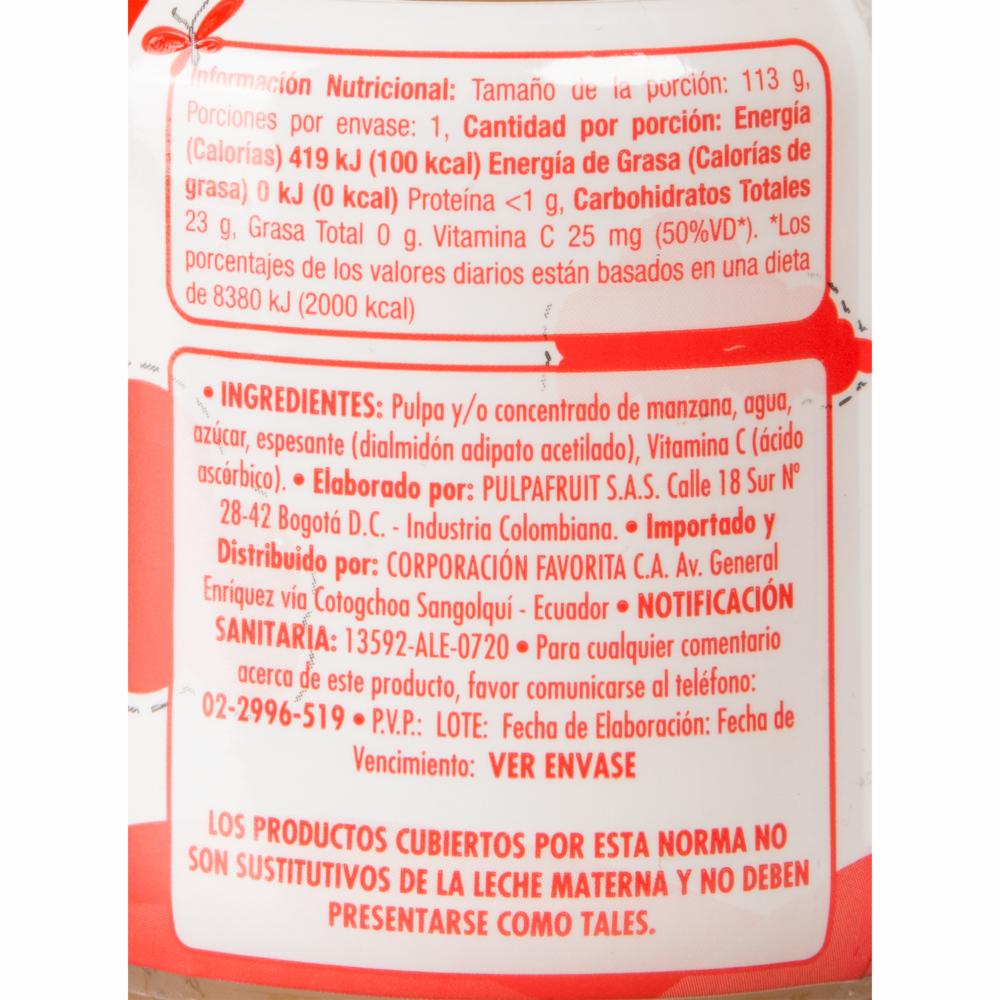 Información Nutricional: Tamaño de la porción: 113 g,
Porciones por envase: 1, Cantidad por porción: Energía
(Calorías) 419 kJ (100 kcal) Energía de Grasa (Calorías de
grasa) 0 kJ (0 kcal) Proteína <1 g, Carbohidratos Totales
23 g, Grasa Total 0 g. Vitamina C 25 mg (50%VD*). *Los
porcentajes de los valores diarios están basados en una dieta
de 8380 kJ (2000 kcal)
• INGREDIENTES: Pulpa y/o concentrado de manzana, agua,
azúcar, espesante (dialmidón adipato acetilado), Vitamina C (ácido
ascórbico). • Elaborado por: PULPAFRUIT S.A.S. Calle 18 Sur N°
28-42 Bogotá D.C. - Industria Colombiana. • Importado y
Distribuido por: CORPORACIÓN FAVORITA C.A. Av. General
Enríquez vía Cotogchoa Sangolquí - Ecuador • NOTIFICACIÓN
SANITARIA: 13592-ALE-0720 • Para cualquier comentario
acerca de este producto, favor comunicarse al teléfono:
02-2996-519 • P.V.P.: LOTE: Fecha de Elaboración: Fecha de
Vencimiento: VER ENVASE
LOS PRODUCTOS CUBIERTOS POR ESTA NORMA NO
SON SUSTITUTIVOS DE LA LECHE MATERNA Y NO DEBEN
PRESENTARSE COMO TALES.